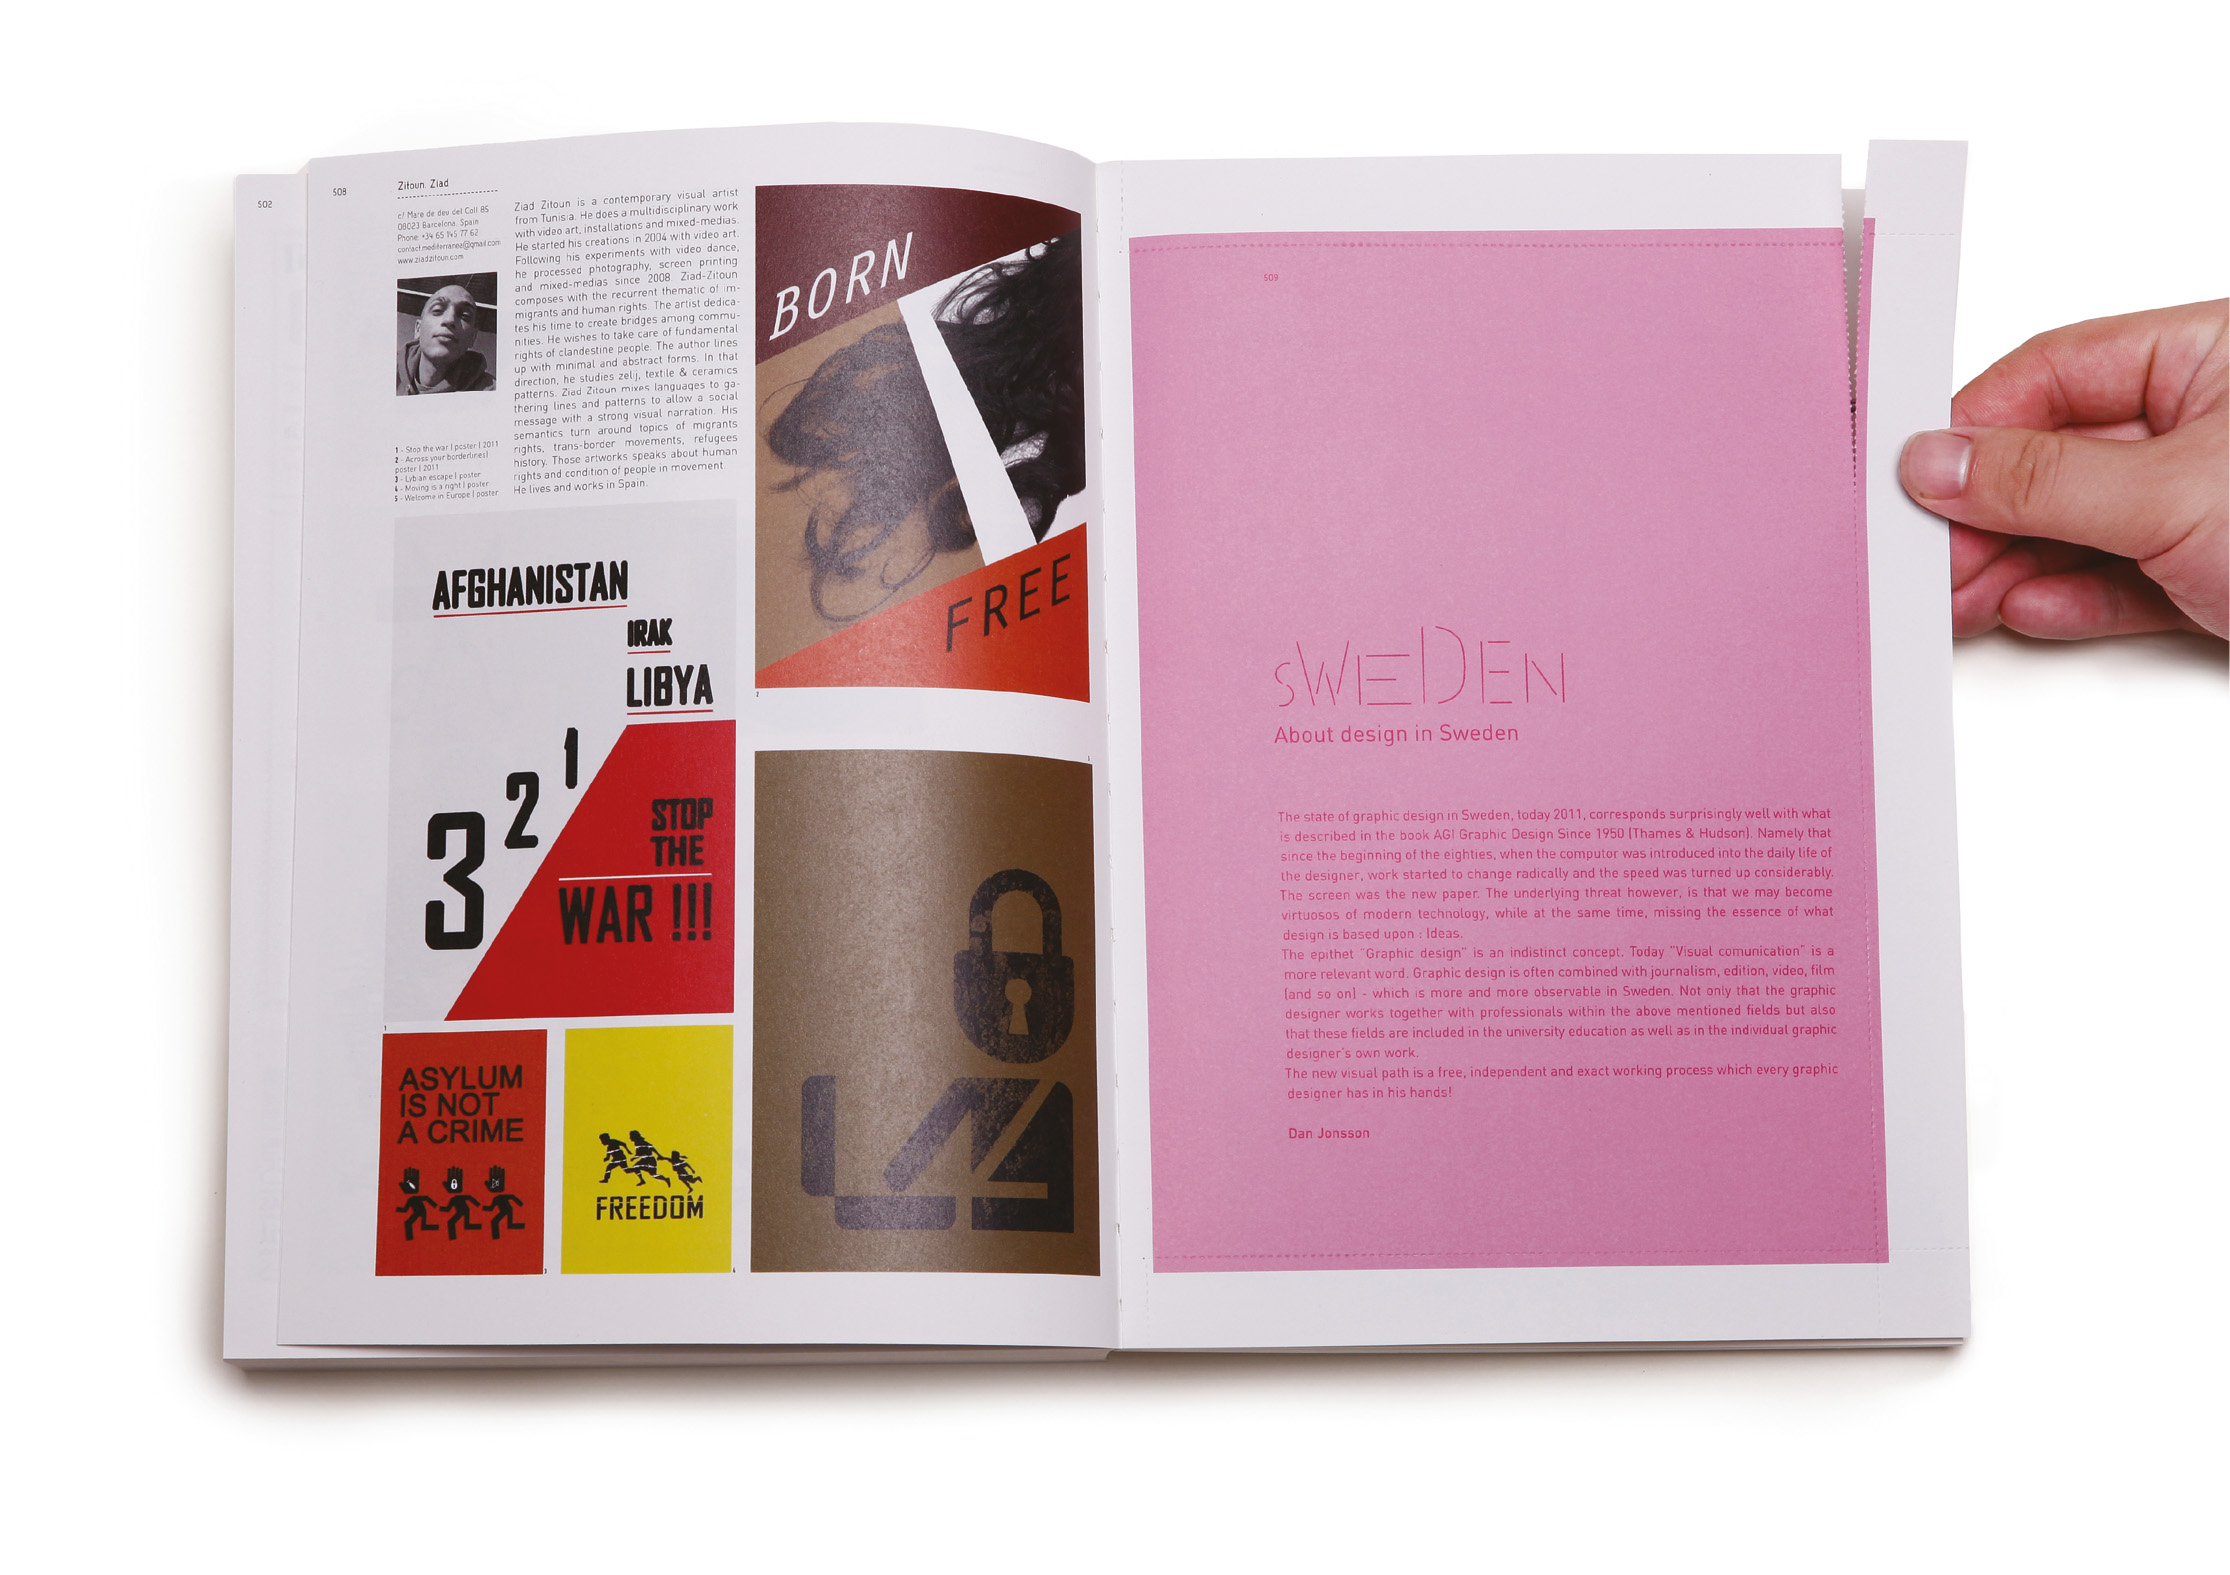 502
508
Zitoun Ziad
c/ Mare de deu del Coll 85
08023 Barcelona. Spain
Phone: +34 65 145 77 62
contact.mediterranea@gmail.com
www.ziadzitoun.com
1 - Stop the war | poster | 2011
2 - Across your borderlines|
poster | 2011
3 - Lybian escape | poster
4 - Moving is a right | poster
5 - Welcome in Europe | poster
Ziad Zitoun is a contemporary visual artist
from Tunisia. He does a multidisciplinary work
with video art, installations and mixed-medias.
He started his creations in 2004 with video art.
Following his experiments with video dance,
he processed photography, screen printing
and mixed-medias since 2008. Ziad-Zitoun
composes with the recurrent thematic of im-
migrants and human rights. The artist dedica-
tes his time to create bridges among commu-
nities. He wishes to take care of fundamental
rights of clandestine people. The author lines
up with minimal and abstract forms. In that
direction, he studies zelij, textile & ceramics
patterns. Ziad Zitoun mixes languages to ga-
thering lines and patterns to allow a social
message with a strong visual narration. His
semantics turn around topics of migrants
rights, trans-border movements, refugees
history. Those artworks speaks about human
rights and condition of people in movement.
He lives and works in Spain.
AFGHANISTAN
IRAK
LIBYA
3 2 1
STOP
THE
WAR !!!
1
ASYLUM
IS NOT
A CRIME
3
FREEDOM
4
BORN
FREE
2
5
509
sWEDEN
About design in Sweden
The state of graphic design in Sweden, today 2011, corresponds surprisingly well with what
is described in the book AGI Graphic Design Since 1950 (Thames & Hudson). Namely that
since the beginning of the eighties, when the computor was introduced into the daily life of
the designer, work started to change radically and the speed was turned up considerably.
The screen was the new paper. The underlying threat however, is that we may become
virtuosos of modern technology, while at the same time, missing the essence of what
design is based upon : Ideas.
The epithet "Graphic design" is an indistinct concept. Today "Visual comunication" is a
more relevant word. Graphic design is often combined with journalism, edition, video, film
(and so on) - which is more and more observable in Sweden. Not only that the graphic
designer works together with professionals within the above mentioned fields but also
that these fields are included in the university education as well as in the individual graphic
designer's own work.
The new visual path is a free, independent and exact working process which every graphic
designer has in his hands!
Dan Jonsson